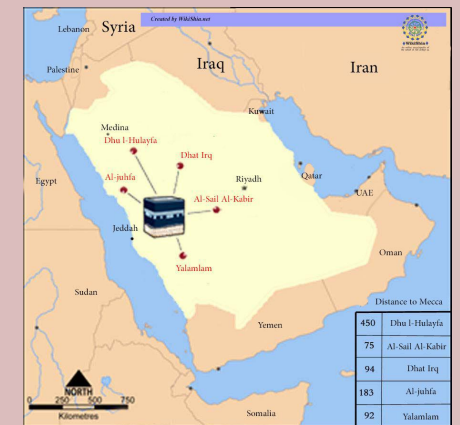 Created by WikiShia.net
WikiShia
Lebanon
Syria
Iraq
Iran
Palestine
Kuwait
Medina
Dhu l-Hulayfa
Dhat Irq
Al-juhfa
Riyadh
Qatar
Egypt
Al-Sail Al-Kabir
UAE
Jeddah
Oman
Yalamlam
Sudan
Distance to Mecca
Yemen
450 Dhu l-Hulayfa
75 Al-Sail Al-Kabir
94 Dhat Irq
183 Al-juhfa
92 Yalamlam
NORTH
0 250 500 750
Kilometres
Somalia